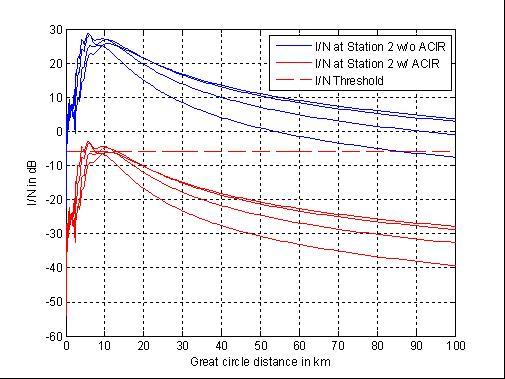 I/N in dB
30
20
10
0
-10
-20
-30
-40
-50
-60
I/N at Station 2 w/o ACIR
I/N at Station 2 w/ ACIR
I/N Threshold
0 10 20 30 40 50 60 70 80 90 100
Great circle distance in km